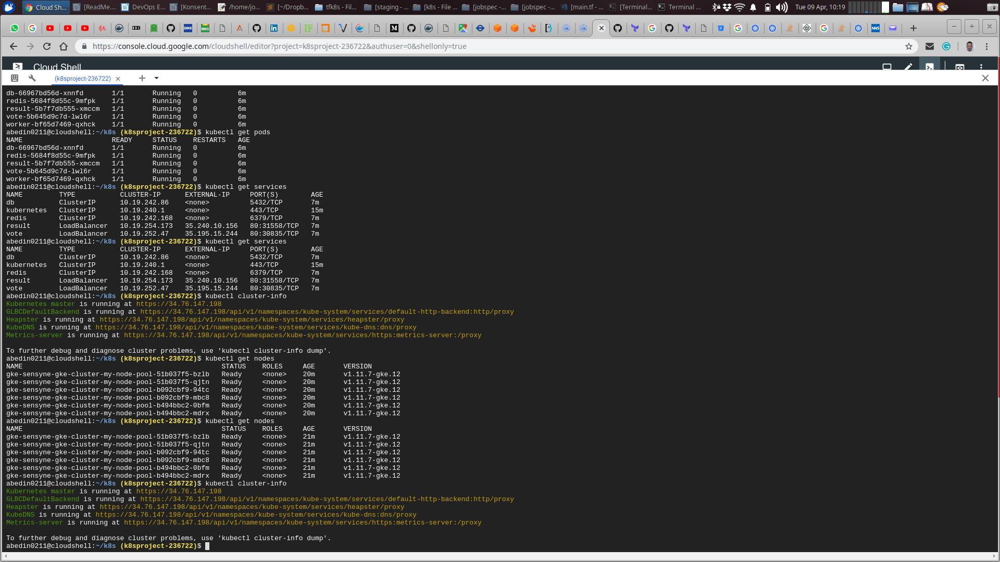 Cloud Sh...
[ReadMe....
DevOps E...
[Konsent...
/home/jo...
[~/Dropb...
tfk8s - Fil...
[staging - ...
[k8s - File ...
[jobspec -...
[jobspec -...
[main.tf - ...
[Terminal...
Terminal ...
Tue 09 Apr, 10:19
https://console.cloud.google.com/cloudshell/editor?project=k8sproject-236722&authuser=0&shellonly=true
Cloud Shell
(k8sproject-236722)
db-66967bd56d-xnnfd 1/1 Running 0 6m
redis-5684f8d55c-9mfpk 1/1 Running 0 6m
result-5b7f7db555-xmccm 1/1 Running 0 6m
vote-5b645d9c7d-lwl6r 1/1 Running 0 6m
worker-bf65d7469-qxhck 1/1 Running 0 6m
abedin0211@cloudshell:~/k8s (k8sproject-236722)$ kubectl get pods
NAME READY STATUS RESTARTS AGE
db-66967bd56d-xnnfd 1/1 Running 0 6m
redis-5684f8d55c-9mfpk 1/1 Running 0 6m
result-5b7f7db555-xmccm 1/1 Running 0 6m
vote-5b645d9c7d-lwl6r 1/1 Running 0 6m
worker-bf65d7469-qxhck 1/1 Running 0 6m
abedin0211@cloudshell:~/k8s (k8sproject-236722)$ kubectl get services
NAME TYPE CLUSTER-IP EXTERNAL-IP PORT(S) AGE
db ClusterIP 10.19.242.86 <none> 5432/TCP 7m
kubernetes ClusterIP 10.19.240.1 <none> 443/TCP 15m
redis ClusterIP 10.19.242.168 <none> 6379/TCP 7m
result LoadBalancer 10.19.254.173 35.240.10.156 80:31558/TCP 7m
vote LoadBalancer 10.19.252.47 35.195.15.244 80:30835/TCP 7m
abedin0211@cloudshell:~/k8s (k8sproject-236722)$ kubectl get services
NAME TYPE CLUSTER-IP EXTERNAL-IP PORT(S) AGE
db ClusterIP 10.19.242.86 <none> 5432/TCP 7m
kubernetes ClusterIP 10.19.240.1 <none> 443/TCP 15m
redis ClusterIP 10.19.242.168 <none> 6379/TCP 7m
result LoadBalancer 10.19.254.173 35.240.10.156 80:31558/TCP 7m
vote LoadBalancer 10.19.252.47 35.195.15.244 80:30835/TCP 7m
abedin0211@cloudshell:~/k8s (k8sproject-236722)$ kubectl cluster-info
Kubernetes master is running at https://34.76.147.198
GLBCDefaultBackend is running at https://34.76.147.198/api/v1/namespaces/kube-system/services/default-http-backend:http/proxy
Heapster is running at https://34.76.147.198/api/v1/namespaces/kube-system/services/heapster/proxy
KubeDNS is running at https://34.76.147.198/api/v1/namespaces/kube-system/services/kube-dns:dns/proxy
Metrics-server is running at https://34.76.147.198/api/v1/namespaces/kube-system/services/https:metrics-server:/proxy
To further debug and diagnose cluster problems, use 'kubectl cluster-info dump'.
abedin0211@cloudshell:~/k8s (k8sproject-236722)$ kubectl get nodes
NAME STATUS ROLES AGE VERSION
gke-sensyne-gke-cluster-my-node-pool-51b037f5-bzlb Ready <none> 20m v1.11.7-gke.12
gke-sensyne-gke-cluster-my-node-pool-51b037f5-qjtn Ready <none> 20m v1.11.7-gke.12
gke-sensyne-gke-cluster-my-node-pool-b092cbf9-94tc Ready <none> 20m v1.11.7-gke.12
gke-sensyne-gke-cluster-my-node-pool-b092cbf9-mbc8 Ready <none> 20m v1.11.7-gke.12
gke-sensyne-gke-cluster-my-node-pool-b494bbc2-0bfm Ready <none> 20m v1.11.7-gke.12
gke-sensyne-gke-cluster-my-node-pool-b494bbc2-mdrx Ready <none> 20m v1.11.7-gke.12
abedin0211@cloudshell:~/k8s (k8sproject-236722)$ kubectl get nodes
NAME STATUS ROLES AGE VERSION
gke-sensyne-gke-cluster-my-node-pool-51b037f5-bzlb Ready <none> 21m v1.11.7-gke.12
gke-sensyne-gke-cluster-my-node-pool-51b037f5-qjtn Ready <none> 21m v1.11.7-gke.12
gke-sensyne-gke-cluster-my-node-pool-b092cbf9-94tc Ready <none> 21m v1.11.7-gke.12
gke-sensyne-gke-cluster-my-node-pool-b092cbf9-mbc8 Ready <none> 21m v1.11.7-gke.12
gke-sensyne-gke-cluster-my-node-pool-b494bbc2-0bfm Ready <none> 21m v1.11.7-gke.12
gke-sensyne-gke-cluster-my-node-pool-b494bbc2-mdrx Ready <none> 21m v1.11.7-gke.12
abedin0211@cloudshell:~/k8s (k8sproject-236722)$ kubectl cluster-info
Kubernetes master is running at https://34.76.147.198
GLBCDefaultBackend is running at https://34.76.147.198/api/v1/namespaces/kube-system/services/default-http-backend:http/proxy
Heapster is running at https://34.76.147.198/api/v1/namespaces/kube-system/services/heapster/proxy
KubeDNS is running at https://34.76.147.198/api/v1/namespaces/kube-system/services/kube-dns:dns/proxy
Metrics-server is running at https://34.76.147.198/api/v1/namespaces/kube-system/services/https:metrics-server:/proxy
To further debug and diagnose cluster problems, use 'kubectl cluster-info dump'.
abedin0211@cloudshell:~/k8s (k8sproject-236722)$